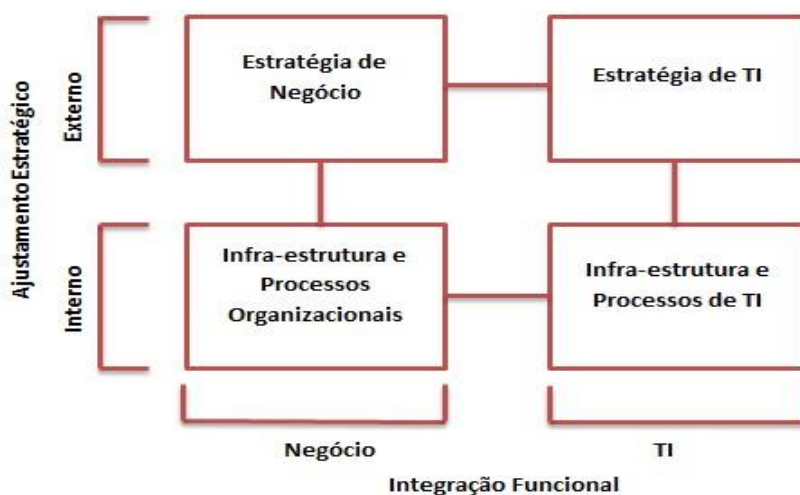 Ajustamento Estratégico
Externo
Estratégia de
Negócio
Estratégia de TI
Interno
Infra-estrutura e
Processos
Organizacionais
Infra-estrutura e
Processos de TI
Negócio
TI
Integração Funcional